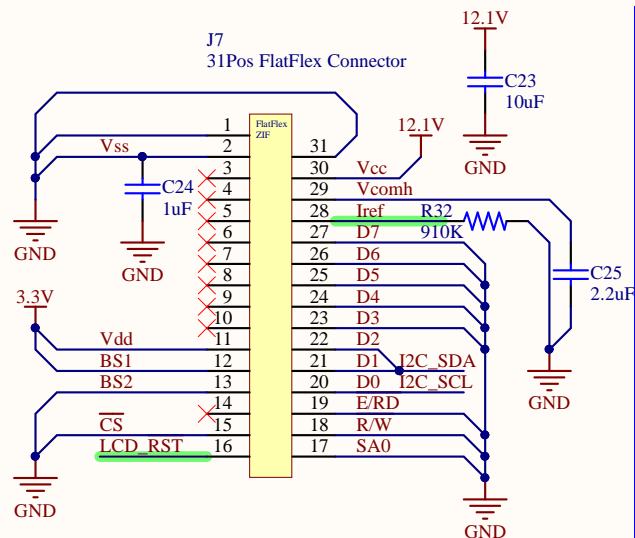 12.1V
J7
31Pos FlatFlex Connector
C23
10uF
GND
FlatFlex
ZIF
12.1V
1
31
Vss
2
30
Vcc
3
29
Vcomh
C24
1uF
4
28
Iref
R32
910K
5
27
D7
6
26
D6
GND
7
25
D5
C25
2.2uF
8
24
D4
GND
3.3V
9
23
D3
10
22
D2
Vdd
11
21
D1
I2C_SDA
BS1
12
20
D0
I2C_SCL
BS2
13
19
E/RD
GND
14
18
R/W
CS
15
17
SA0
LCD_RST
16
GND
GND